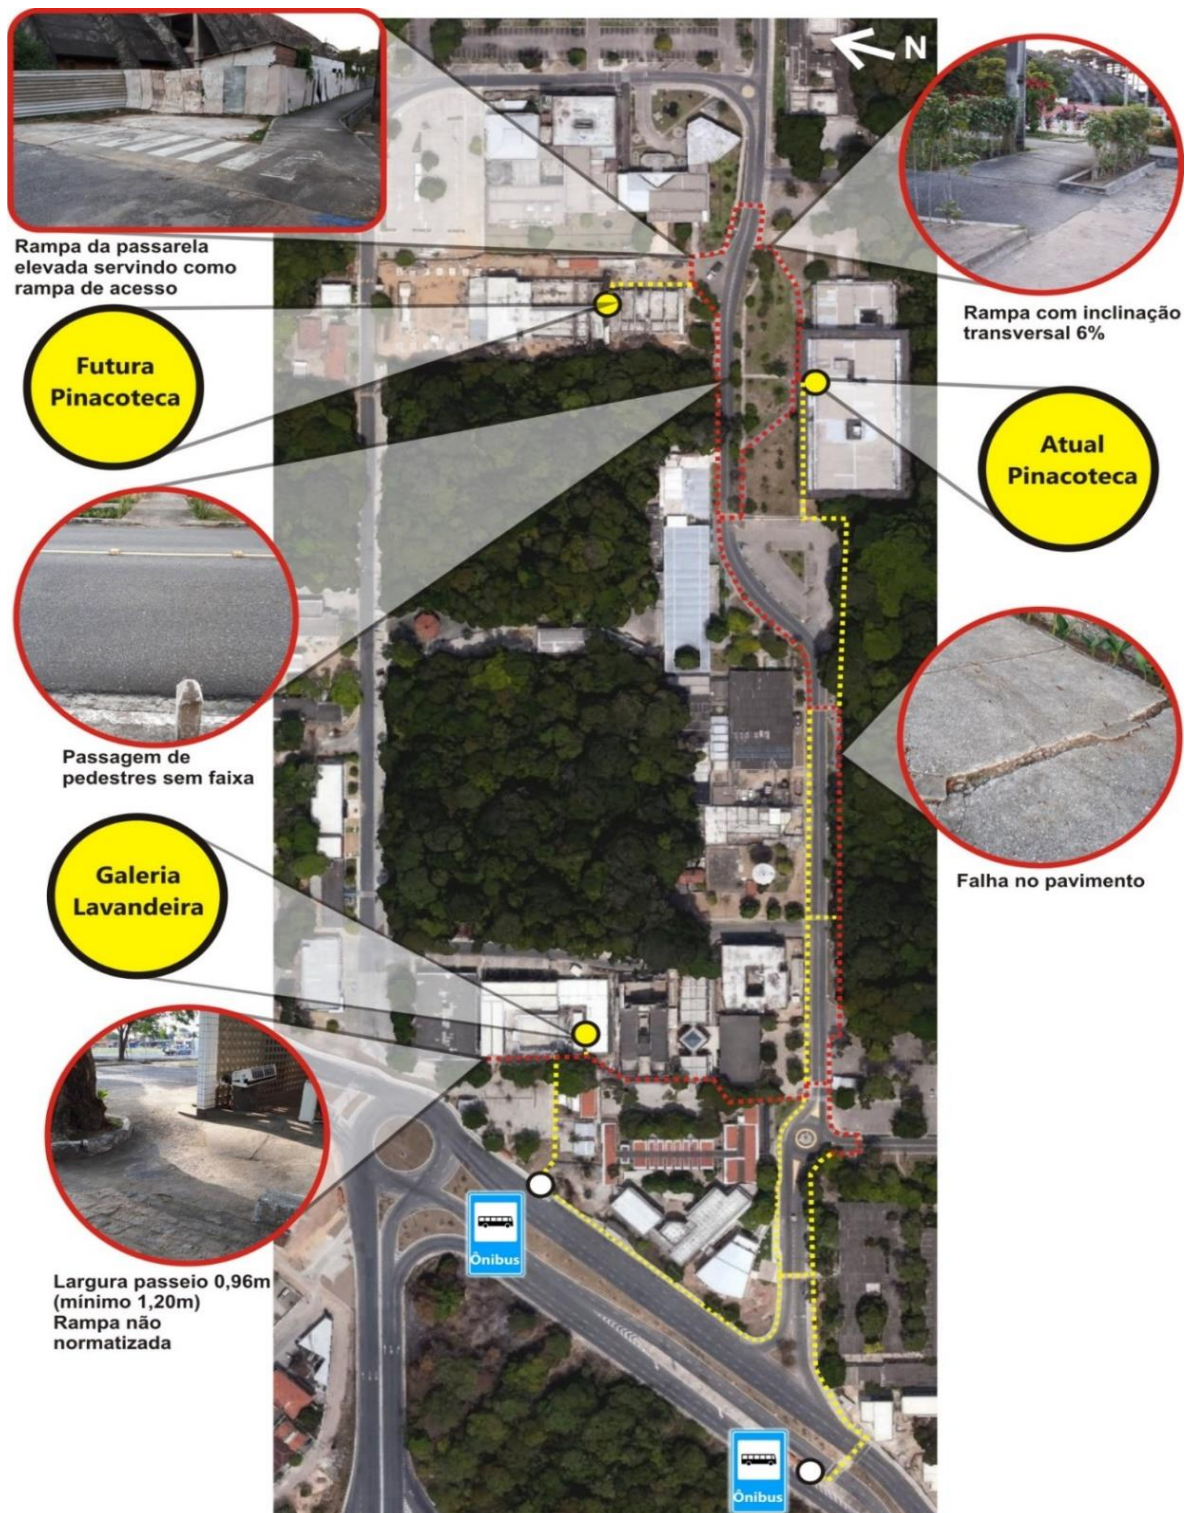 N
Rampa da passarela
elevada servindo como
rampa de acesso
Rampa com inclinação
transversal 6%
Futura
Pinacoteca
Atual
Pinacoteca
Passagem de
pedestres sem faixa
Falha no pavimento
Galeria
Lavandeira
Largura passeio 0,96m
(mínimo 1,20m)
Rampa não
normatizada
Ônibus
Ônibus